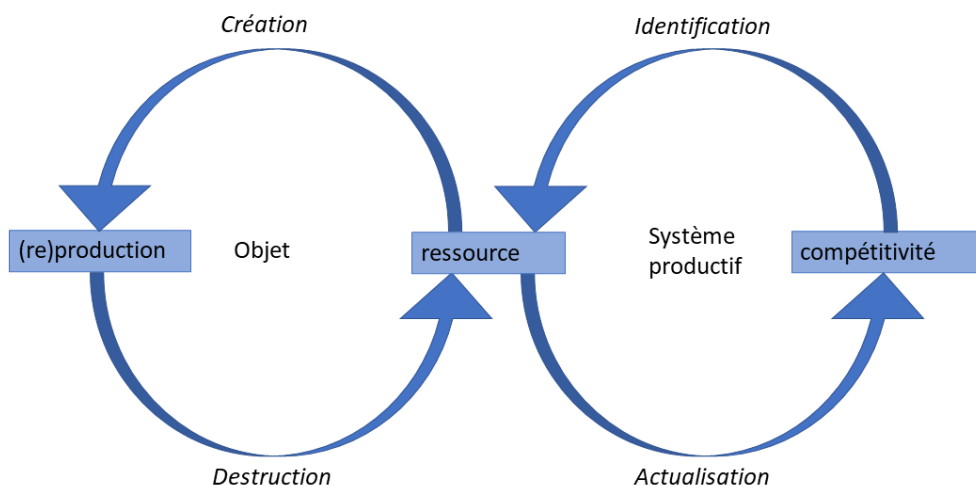 Création
Identification
(re)production
Objet
ressource
Système
productif
compétitivité
Destruction
Actualisation